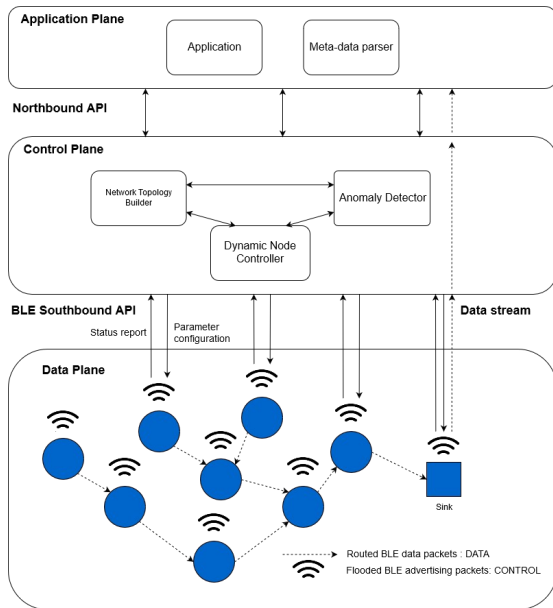 Application Plane
Application
Meta-data parser
Northbound API
Control Plane
Network Topology
Builder
Anomaly Detector
Dynamic Node
Controller
BLE Southbound API
Data stream
Status report
Parameter
configuration
Data Plane
Sink
Routed BLE data packets : DATA
Flooded BLE advertising packets: CONTROL